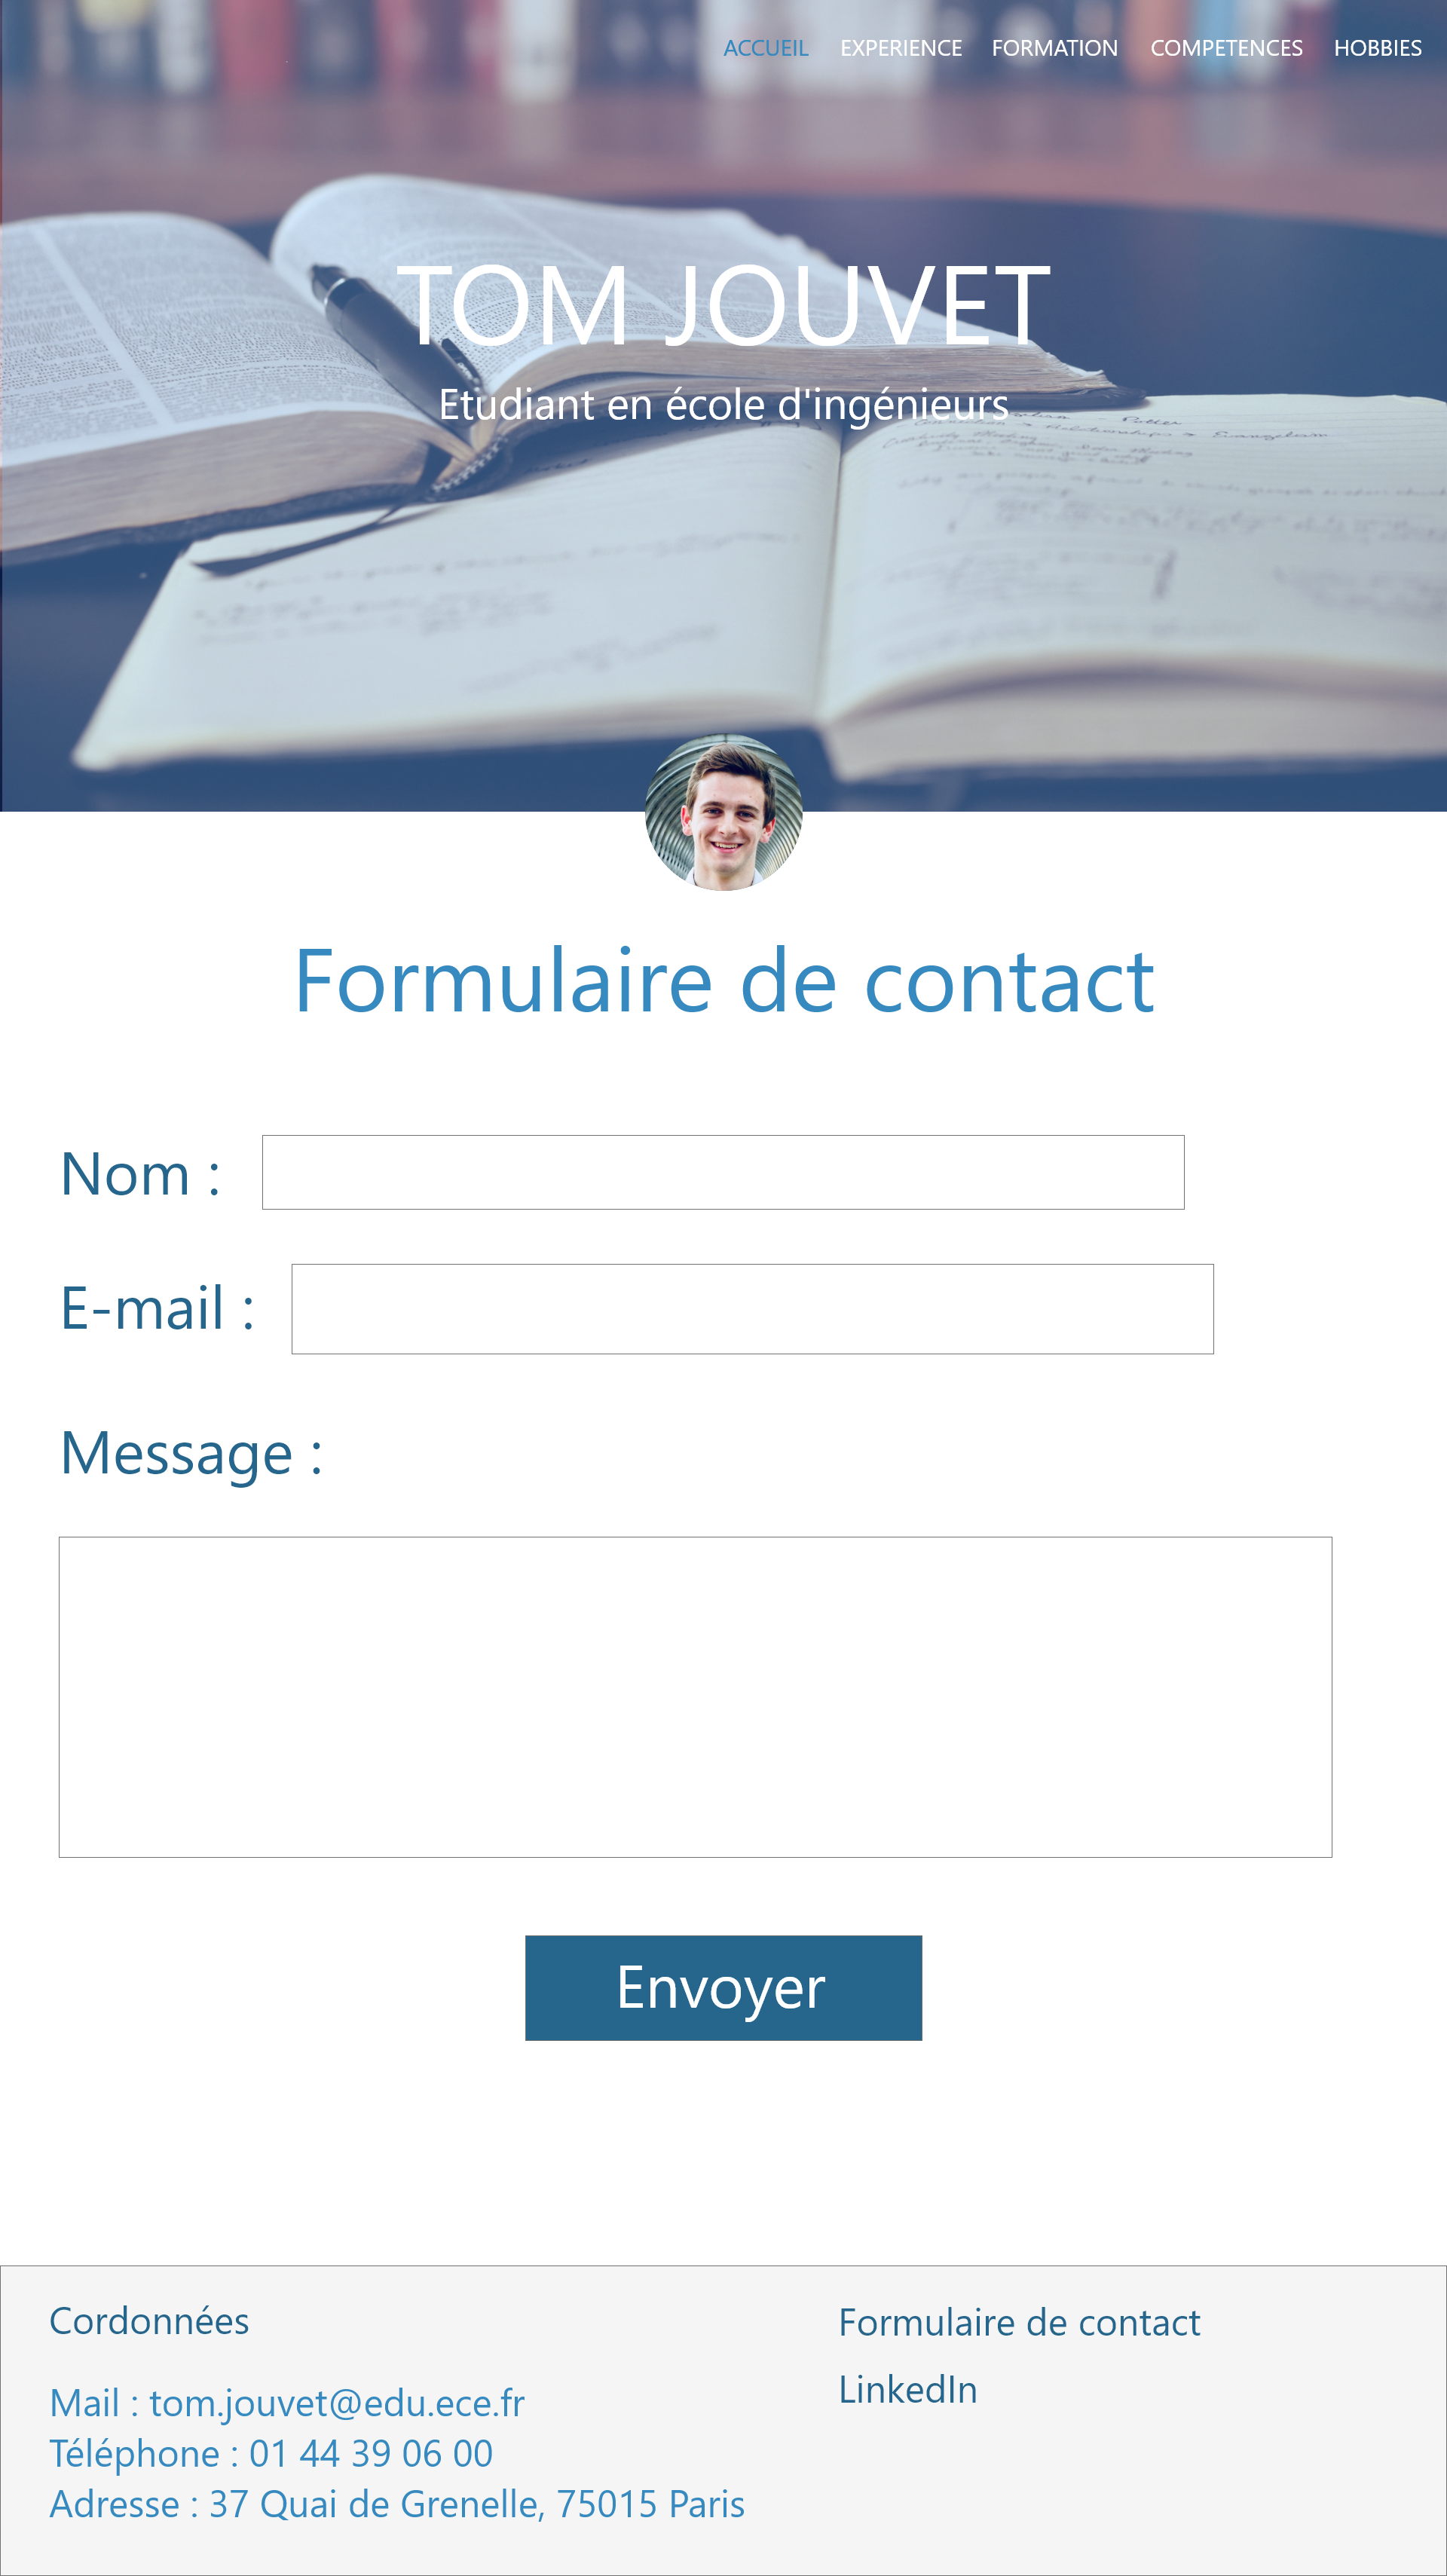 ACCUEIL EXPERIENCE FORMATION COMPETENCES HOBBIES
TOM JOUVET
Etudiant en école d'ingénieurs
Formulaire de contact
Nom :
E-mail :
Message :
Envoyer
Cordonnées
Mail : tom.jouvet@edu.ece.fr
Téléphone : 01 44 39 06 00
Adresse : 37 Quai de Grenelle, 75015 Paris
Formulaire de contact
LinkedIn